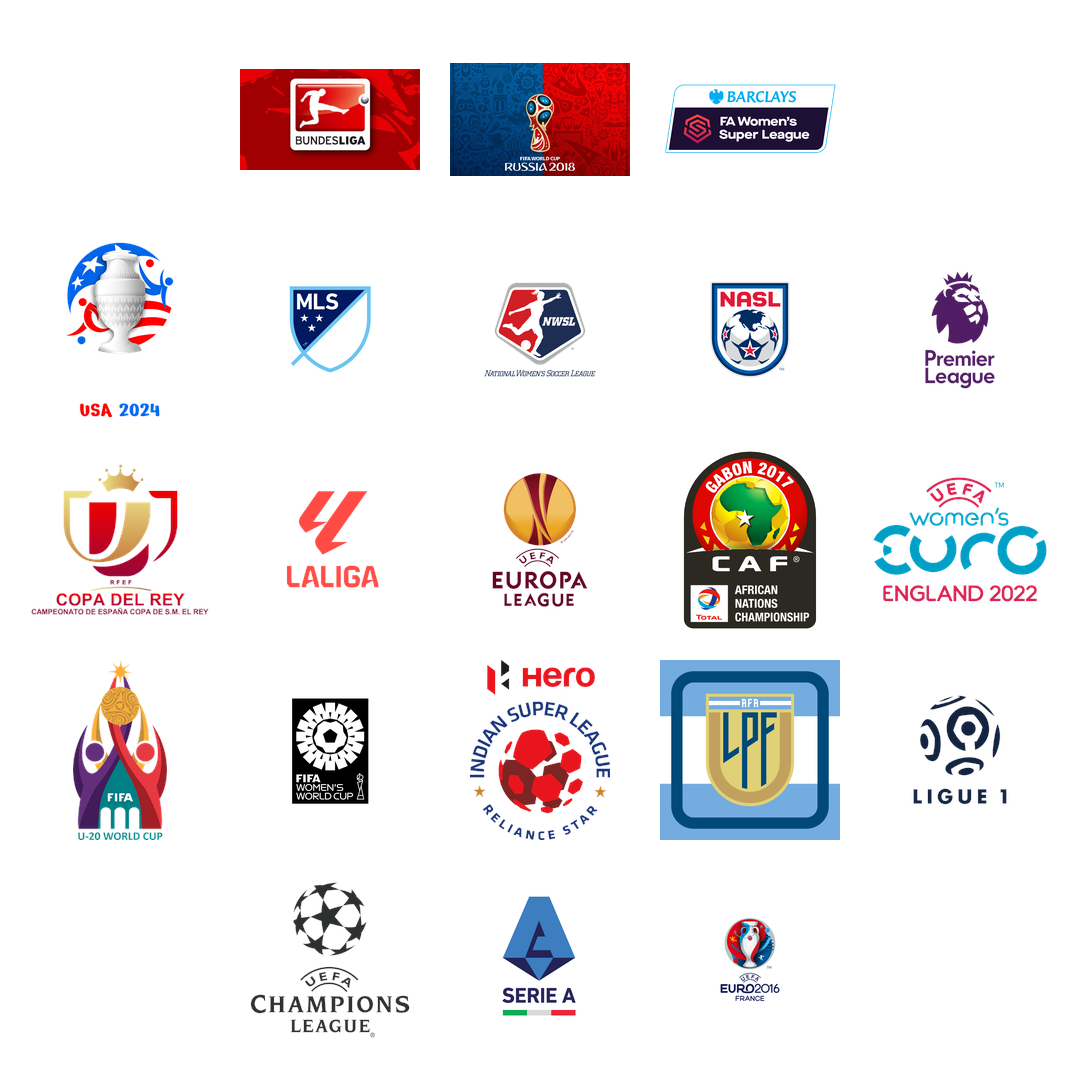 BUNDESLIGA
FIFA WORLD CUP
RUSSIA 2018
BARCLAYS
FA Women's
Super League
USA 2024
MLS
NWSL
NATIONAL WOMEN'S SOCCER LEAGUE
NASL
Premier
League
RFEF
COPA DEL REY
CAMPEONATO DE ESPAÑA COPA DE S.M. EL REY
LALIGA
UEFA
EUROPA
LEAGUE
GABON 2017
CAF®
TOTAL
AFRICAN
NATIONS
CHAMPIONSHIP
UEFA™
women's
EURO
ENGLAND 2022
FIFA
U-20 WORLD CUP
FIFA
WOMEN'S
WORLD CUP
Hero
INDIAN SUPER LEAGUE
RELIANCE STAR
AFA
LPF
LIGUE 1
UEFA
CHAMPIONS
LEAGUE®
SERIE A
UEFA
EURO2016
FRANCE